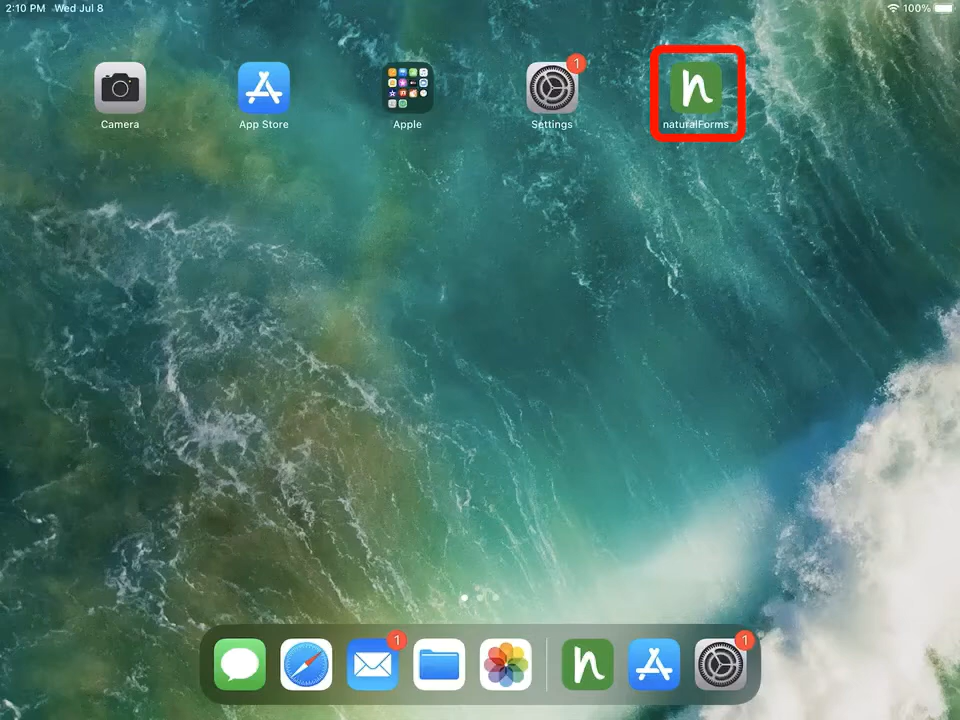 2:10 PM Wed Jul 8 100%
1
n
Camera App Store Apple Settings naturalForms
1 n 1